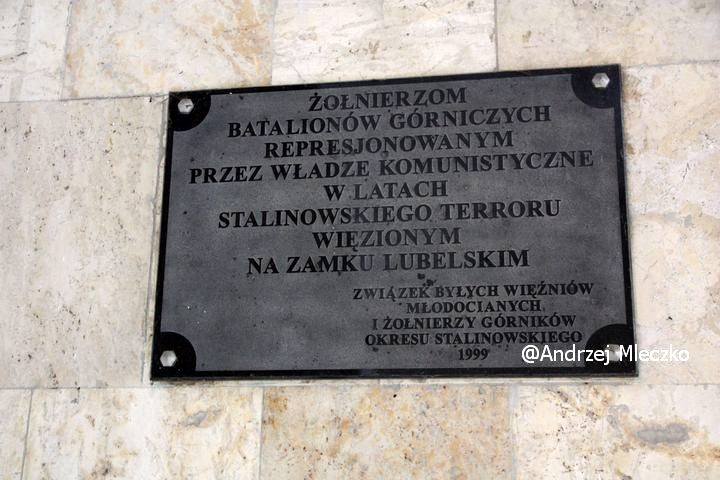 ŻOŁNIERZOM
BATALIONÓW GÓRNICZYCH
REPRESJONOWANYM
PRZEZ WŁADZE KOMUNISTYCZNE
W LATACH
STALINOWSKIEGO TERRORU
WIĘZIONYM
NA ZAMKU LUBELSKIM
ZWIĄZEK BYŁYCH WIĘŹNIÓW
MŁODOCIANYCH
I ŻOŁNIERZY GÓRNIKÓW
OKRESU STALINOWSKIEGO
1999
@Andrzej Mleczko